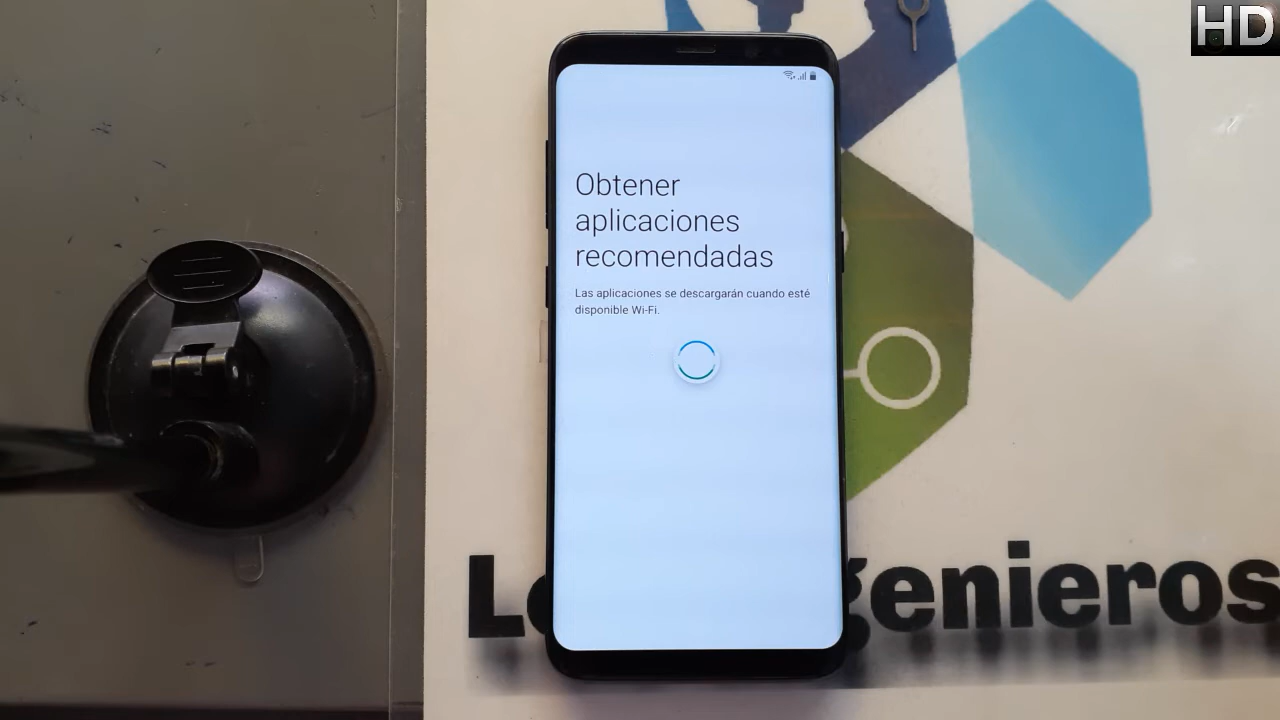 HD
Obtener
aplicaciones
recomendadas
Las aplicaciones se descargarán cuando esté
disponible Wi-Fi.
genieros